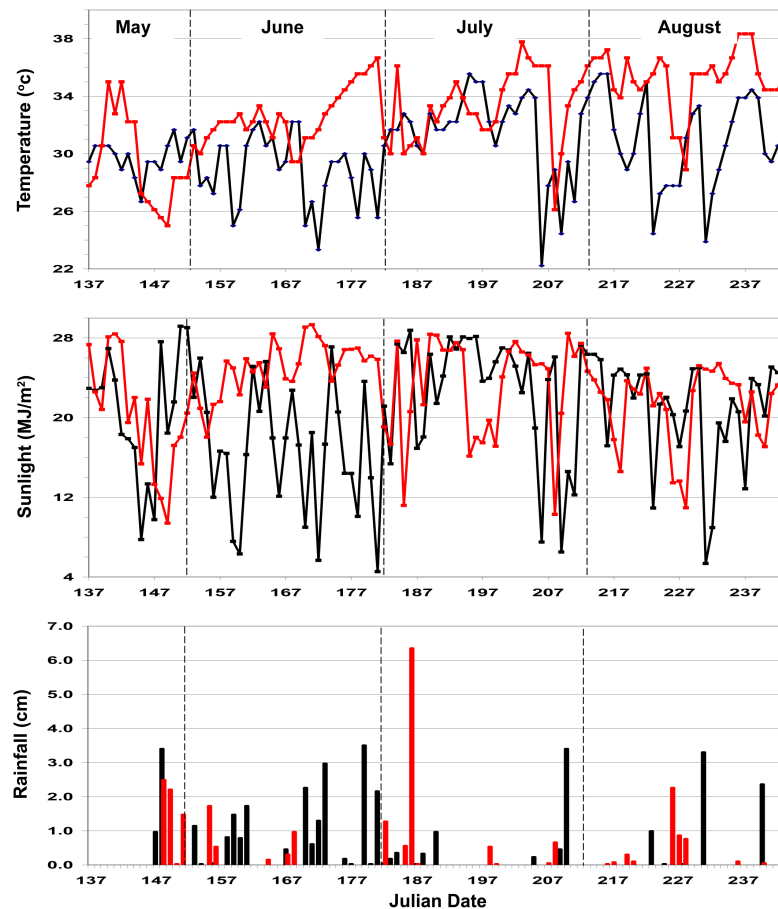 May June July August
38
34
30
26
22
Temperature (°c)
137 147 157 167 177 187 197 207 217 227 237
28
20
12
4
Sunlight (MJ/m²)
137 147 157 167 177 187 197 207 217 227 237
7.0
6.0
5.0
4.0
3.0
2.0
1.0
0.0
Rainfall (cm)
137 147 157 167 177 187 197 207 217 227 237
Julian Date